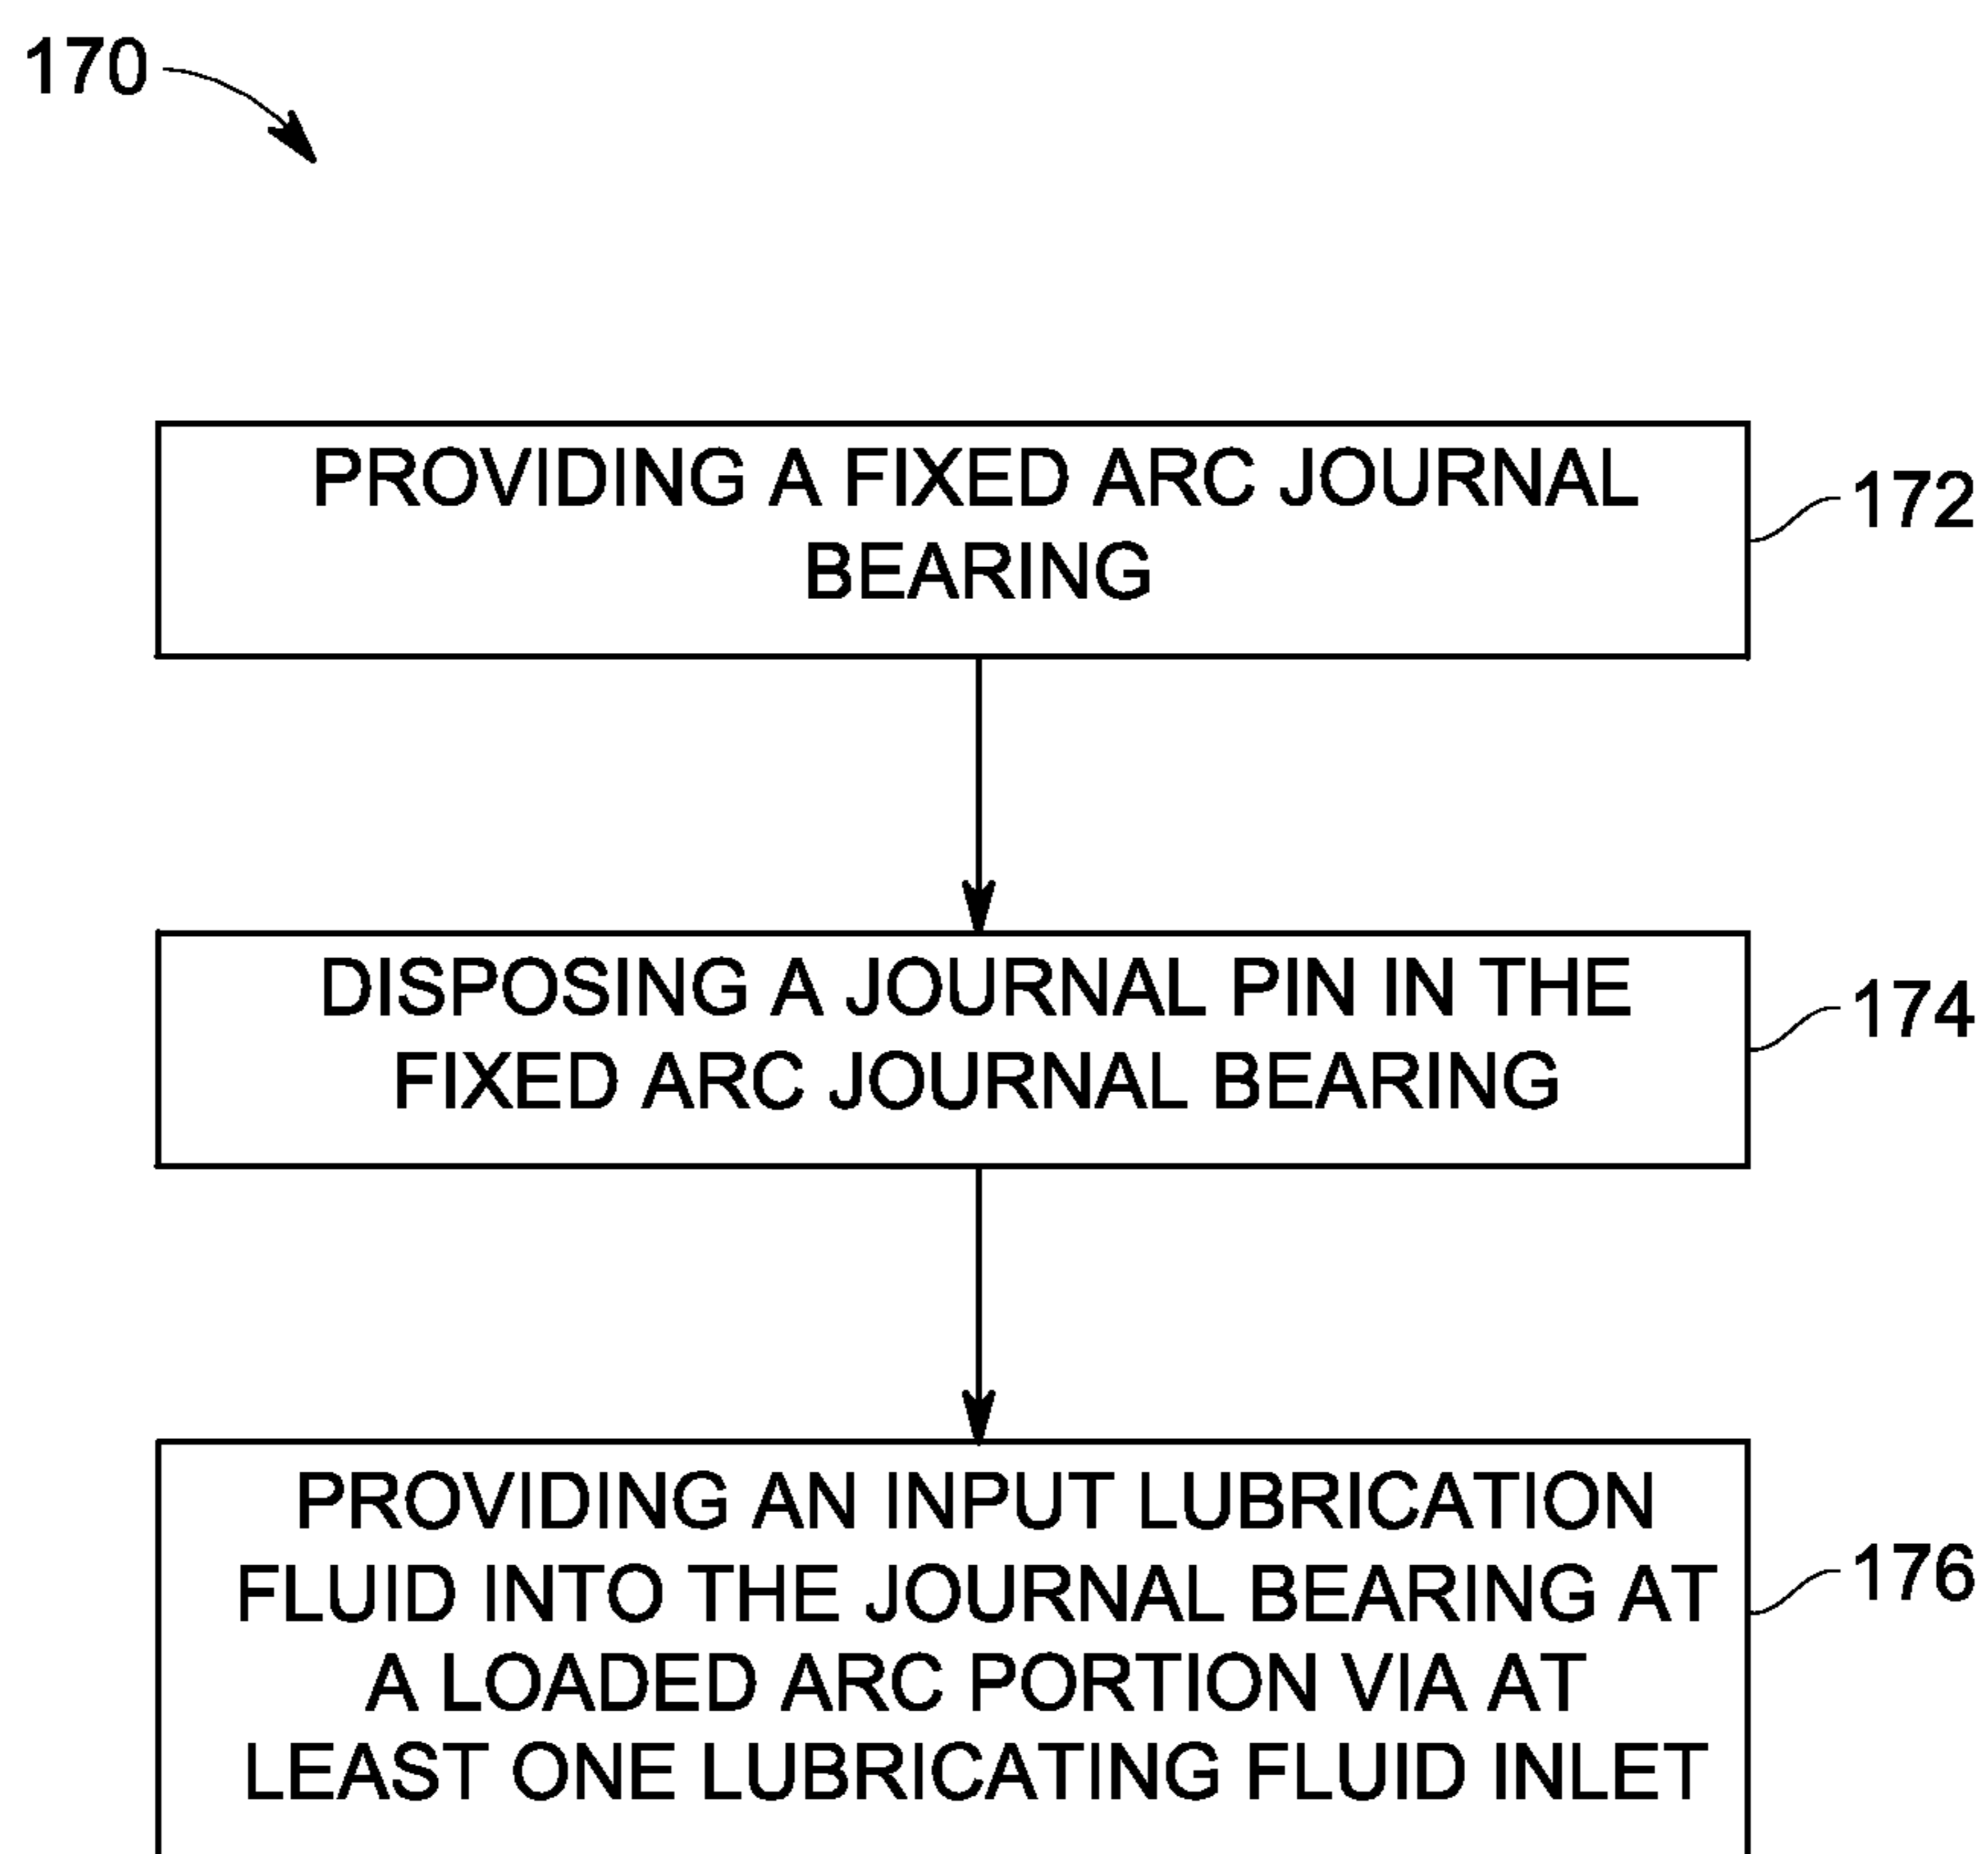 170
PROVIDING A FIXED ARC JOURNAL
BEARING
172
DISPOSING A JOURNAL PIN IN THE
FIXED ARC JOURNAL BEARING
174
PROVIDING AN INPUT LUBRICATION
FLUID INTO THE JOURNAL BEARING AT
A LOADED ARC PORTION VIA AT
LEAST ONE LUBRICATING FLUID INLET
176